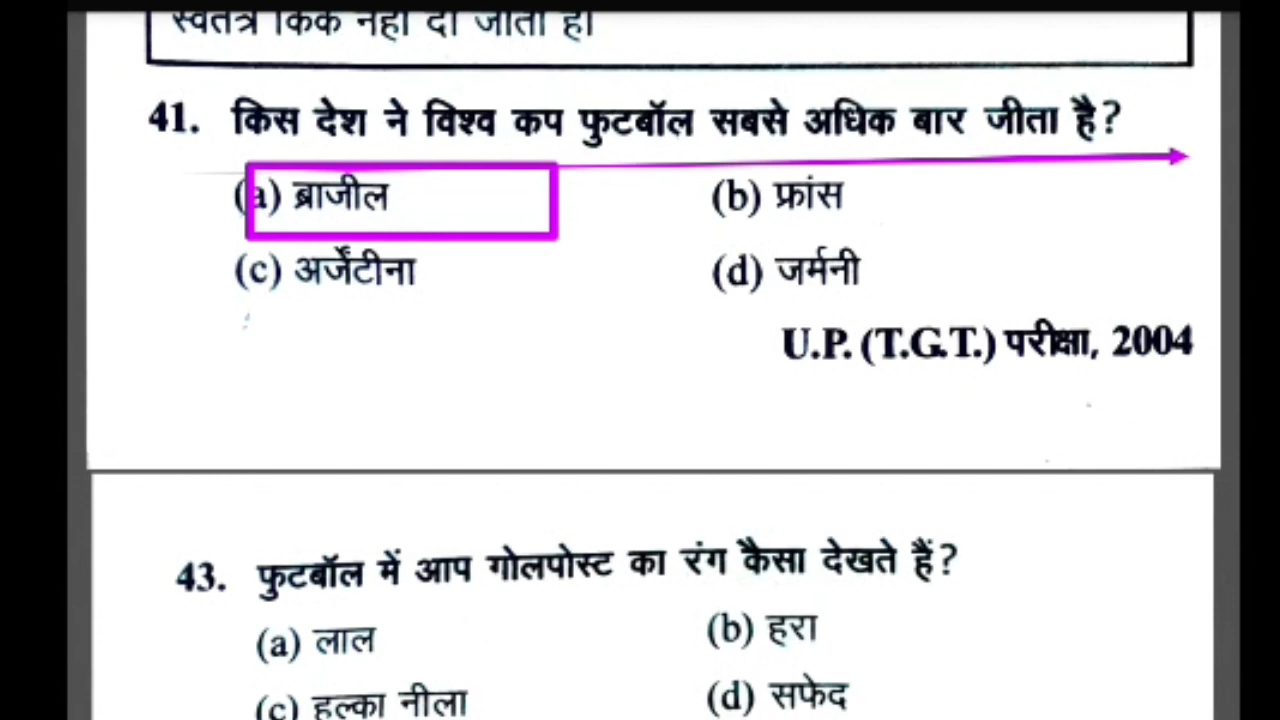 स्वतंत्र किक नहीं दी जाती है।
41. किस देश ने विश्व कप फुटबॉल सबसे अधिक बार जीता है?
(a) ब्राजील (b) फ्रांस
(c) अर्जेंटीना (d) जर्मनी
U.P. (T.G.T.) परीक्षा, 2004
43. फुटबॉल में आप गोलपोस्ट का रंग कैसा देखते हैं?
(a) लाल (b) हरा
(c) हल्का नीला (d) सफेद